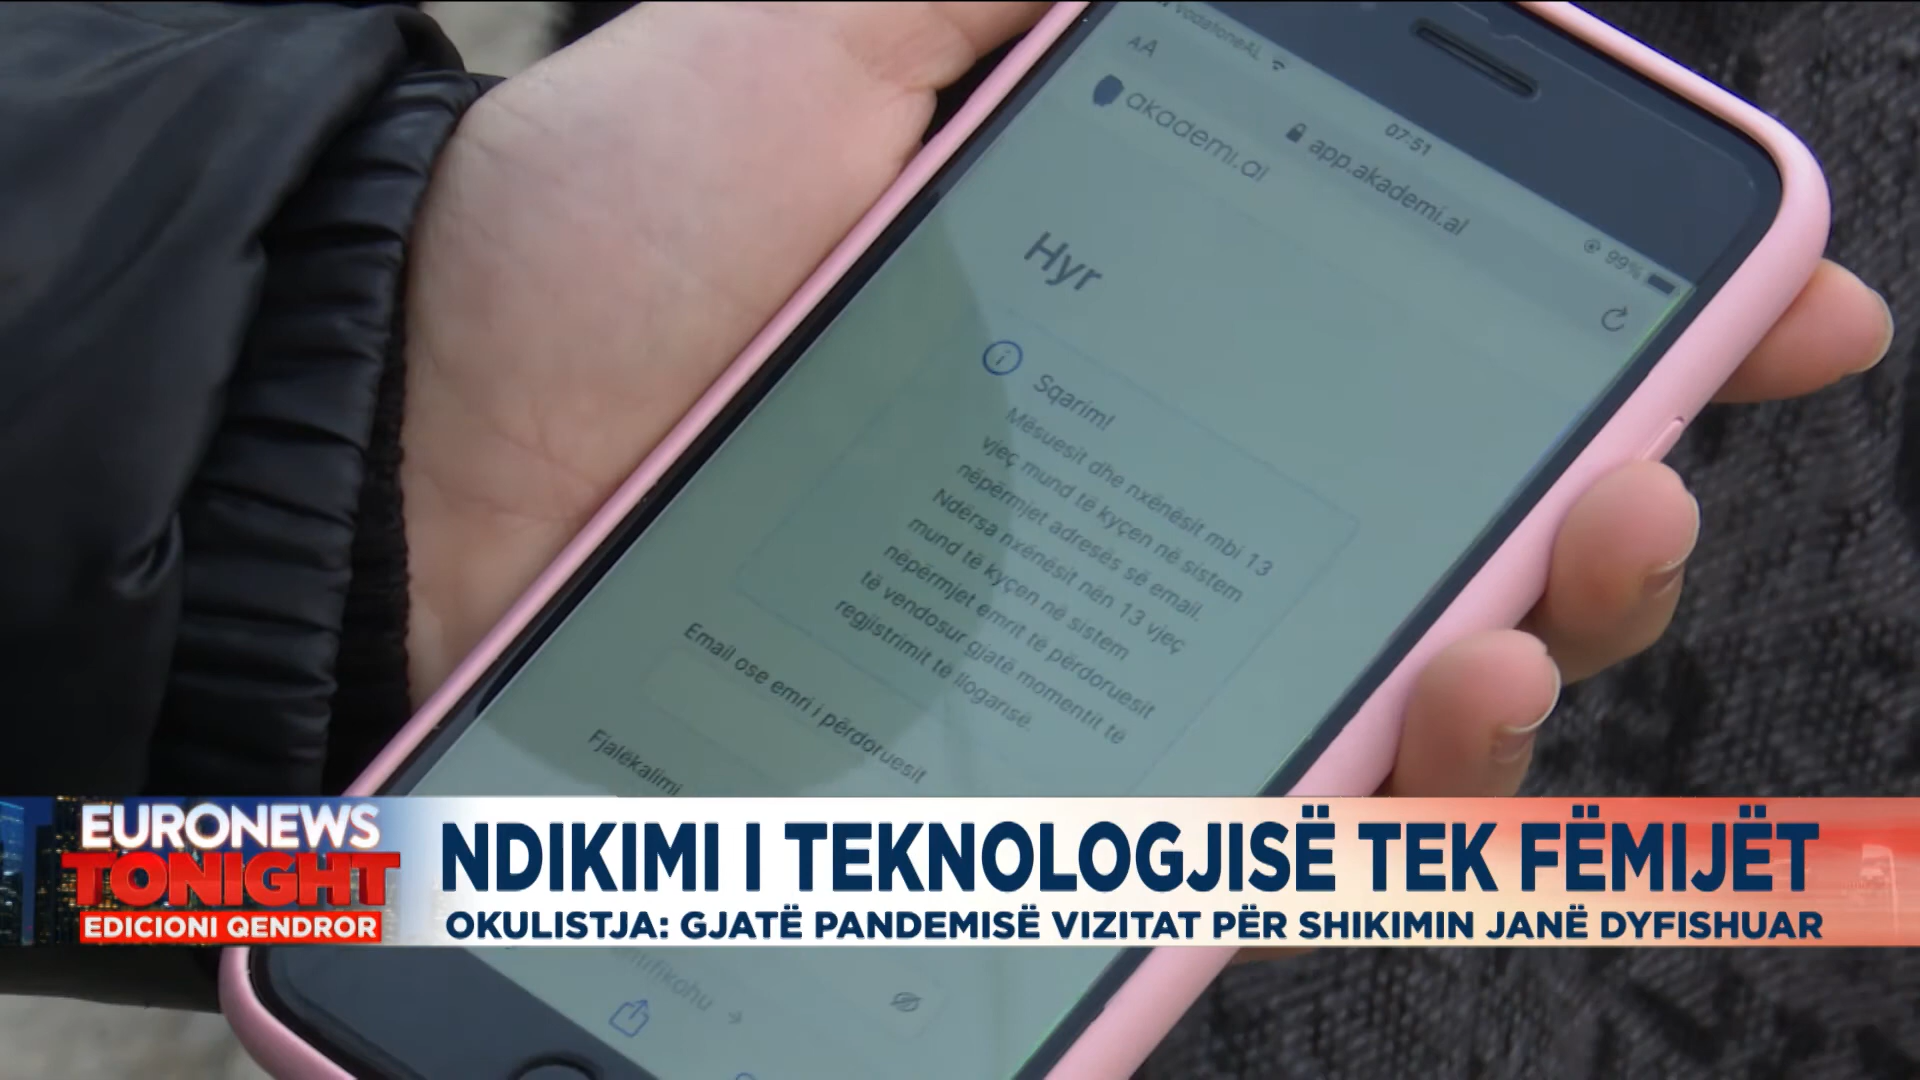 vodafoneAL
07:51
99%
AA
app.akademi.al
akademi.al
Hyr
Sqarim!
Mësuesit dhe nxënësit mbi 13
vjeç mund të kyçen në sistem
nëpërmjet adresës së email.
Ndërsa nxënësit nën 13 vjeç
mund të kyçen në sistem
nëpërmjet emrit të përdoruesit
të vendosur gjatë momentit të
regjistrimit të llogarisë.
Email ose emri i përdoruesit
Fjalëkalimi
EURONEWS
TONIGHT
EDICIONI QENDROR
NDIKIMI I TEKNOLOGJISË TEK FËMIJËT
OKULISTJA: GJATË PANDEMISË VIZITAT PËR SHIKIMIN JANË DYFISHUAR